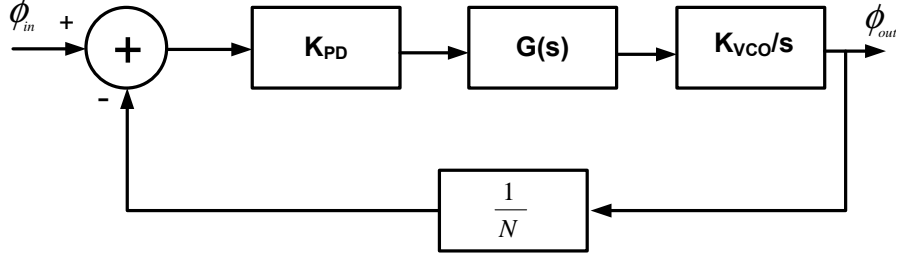 ϕin
+
+
-
KPD
G(s)
KVCO/s
ϕout
1
N